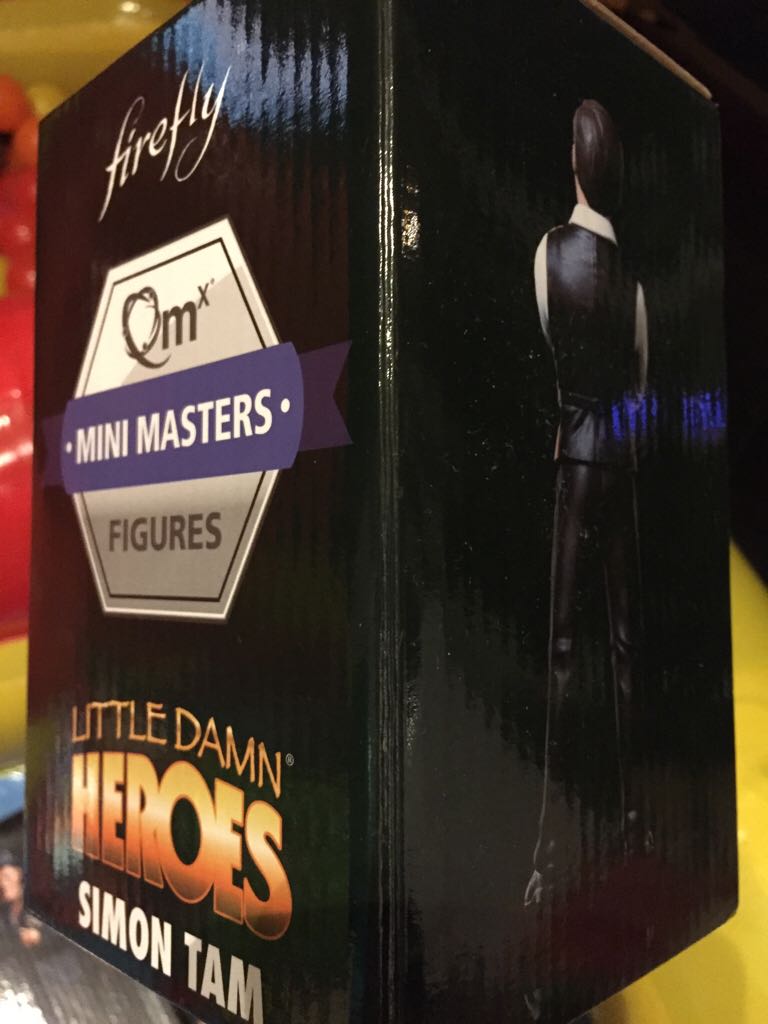 firefly
Qmx
MINI MASTERS
FIGURES
LITTLE DAMN®
HEROES
SIMON TAM